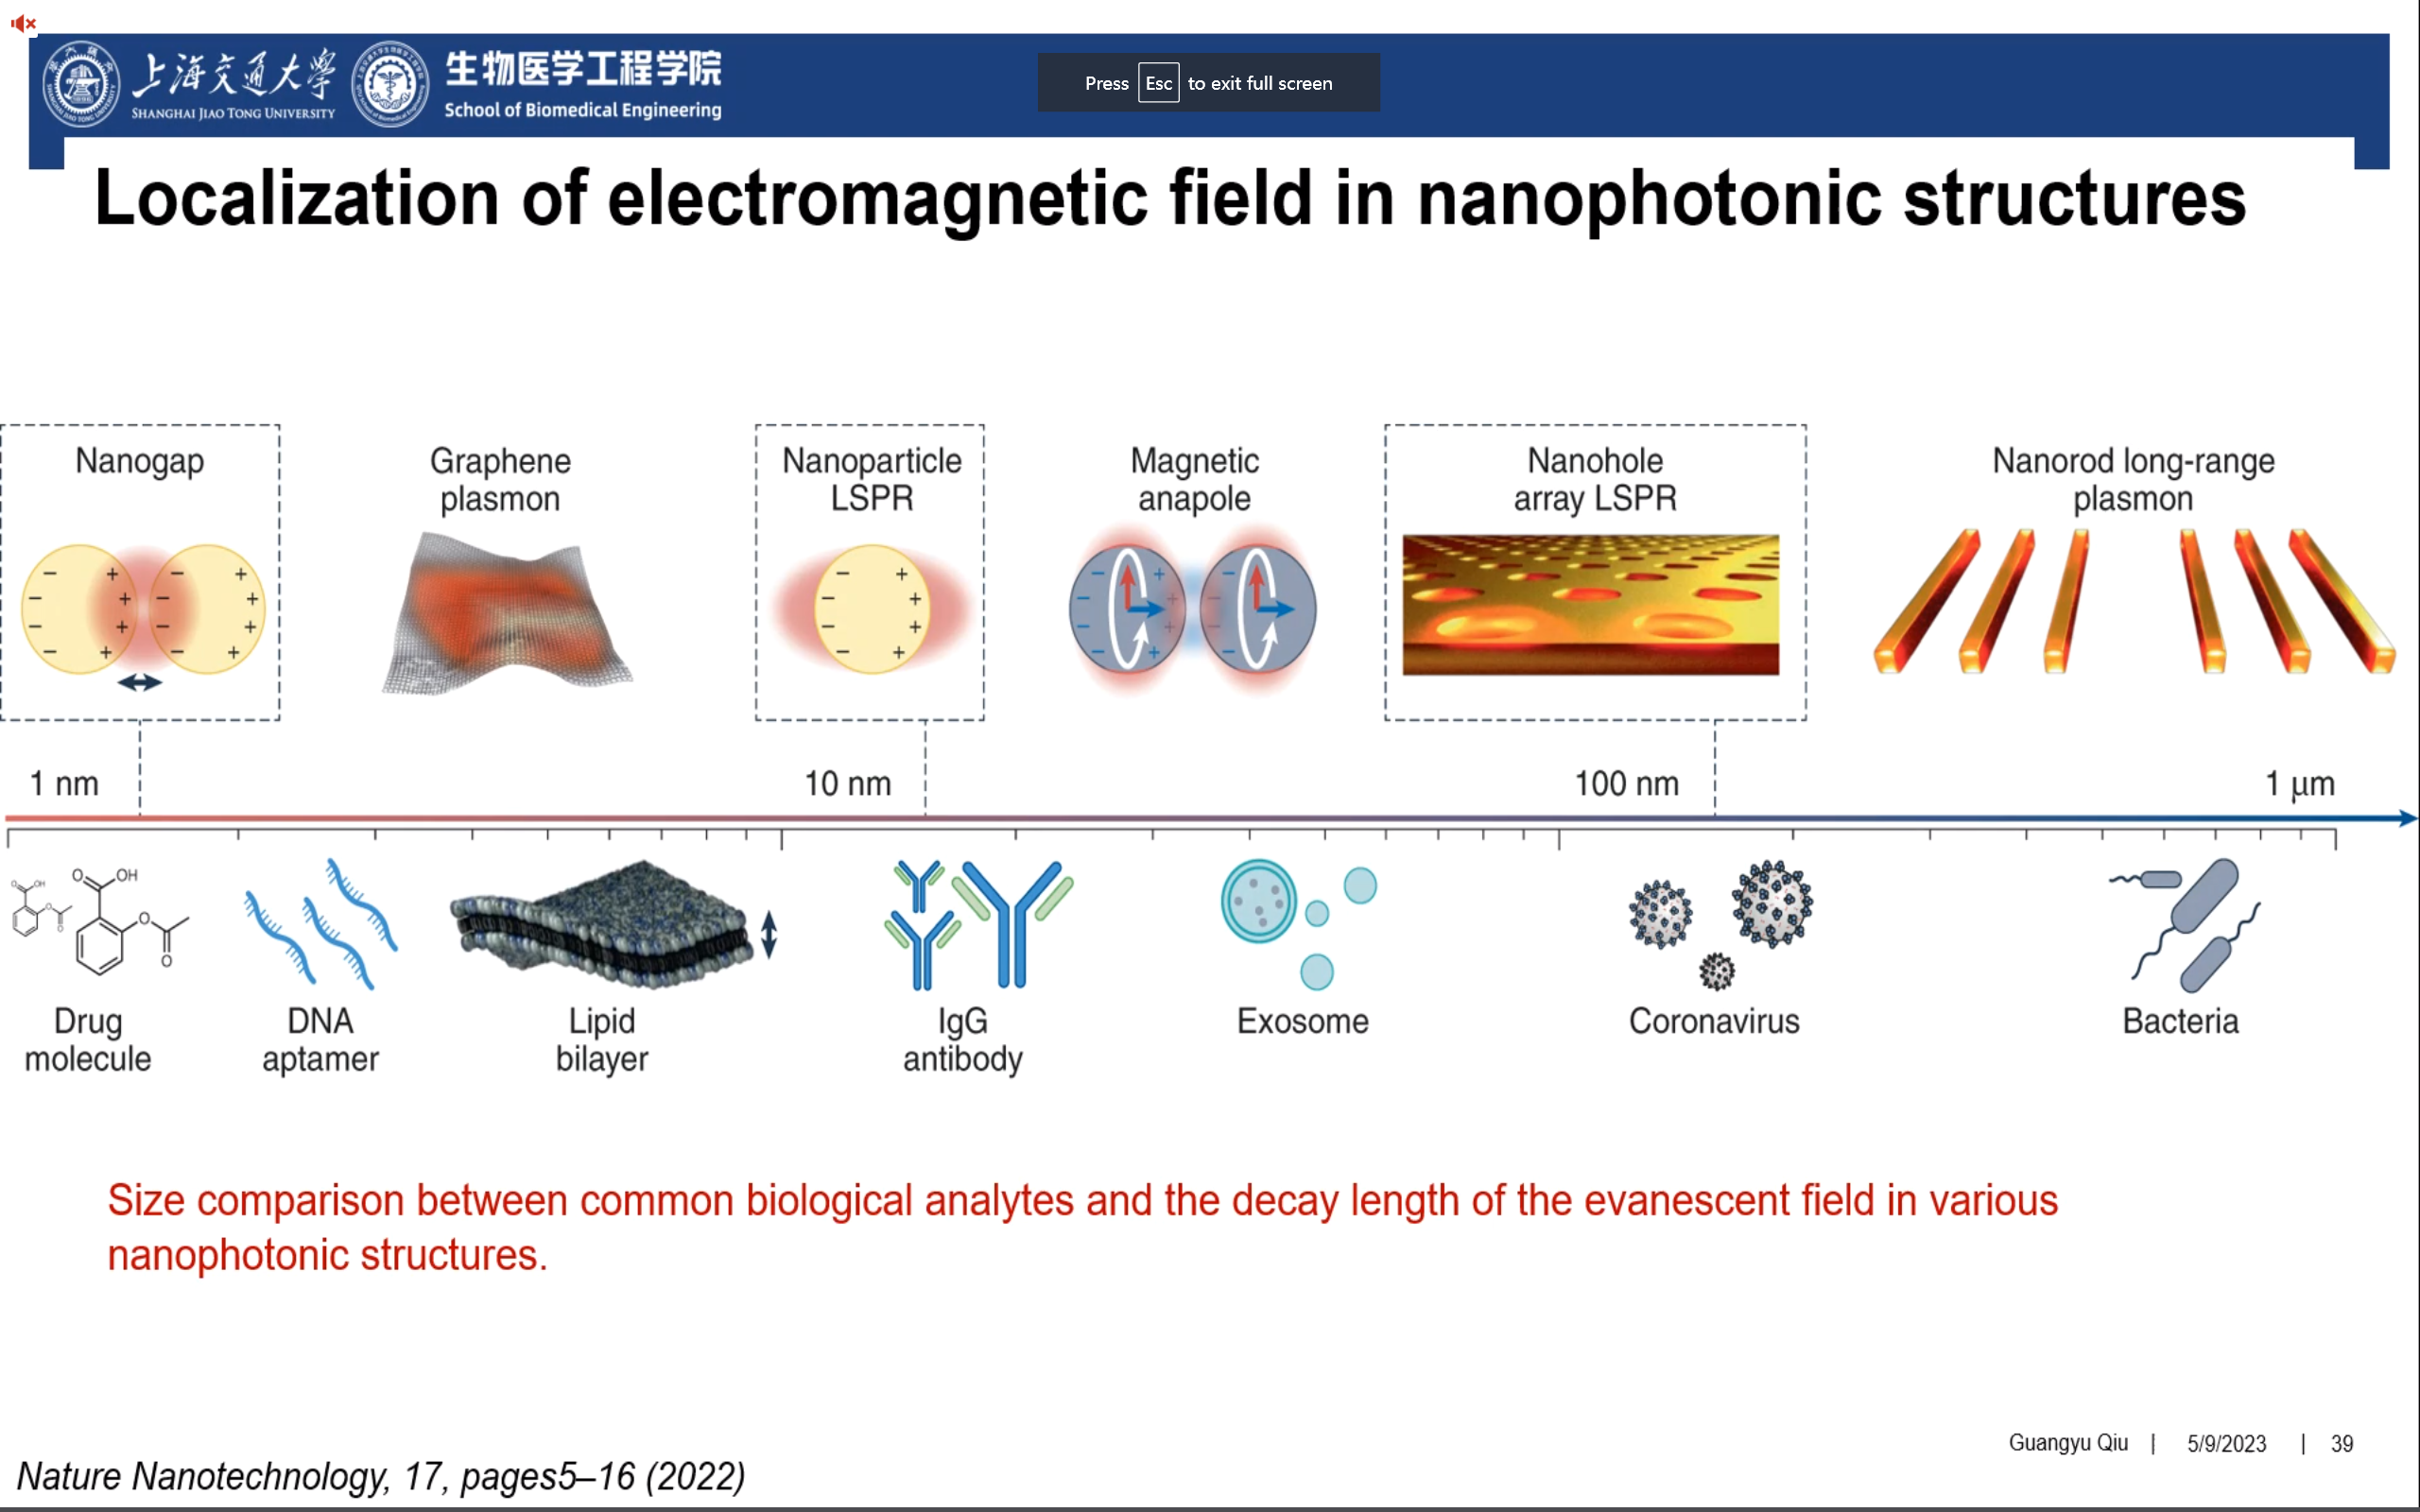 上海交通大学
SHANGHAI JIAO TONG UNIVERSITY
生物医学工程学院
School of Biomedical Engineering
Press Esc to exit full screen
Localization of electromagnetic field in nanophotonic structures
Nanogap
Graphene
plasmon
Nanoparticle
LSPR
Magnetic
anapole
Nanohole
array LSPR
Nanorod long-range
plasmon
1 nm
10 nm
100 nm
1 μm
O
OH
O
O
Drug
molecule
DNA
aptamer
Lipid
bilayer
IgG
antibody
Exosome
Coronavirus
Bacteria
Size comparison between common biological analytes and the decay length of the evanescent field in various
nanophotonic structures.
Guangyu Qiu | 5/9/2023 | 39
Nature Nanotechnology, 17, pages5–16 (2022)